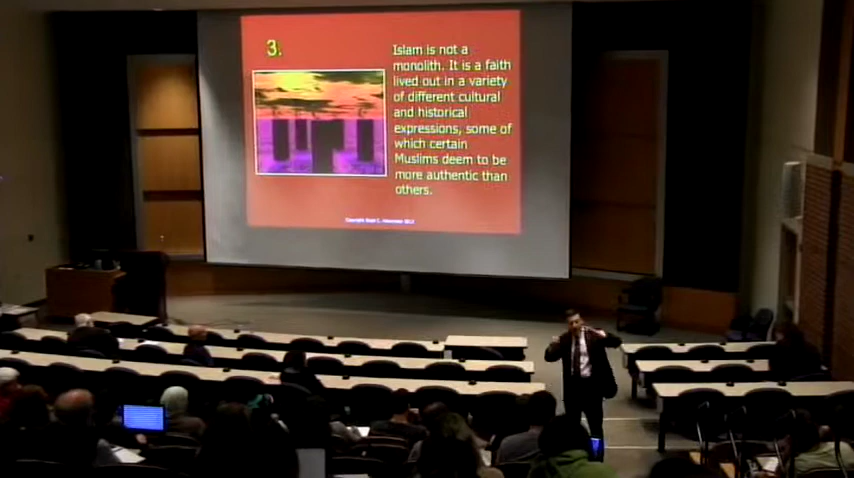 3.
Islam is not a
monolith. It is a faith
lived out in a variety
of different cultural
and historical
expressions, some of
which certain
Muslims deem to be
more authentic than
others.
Copyright